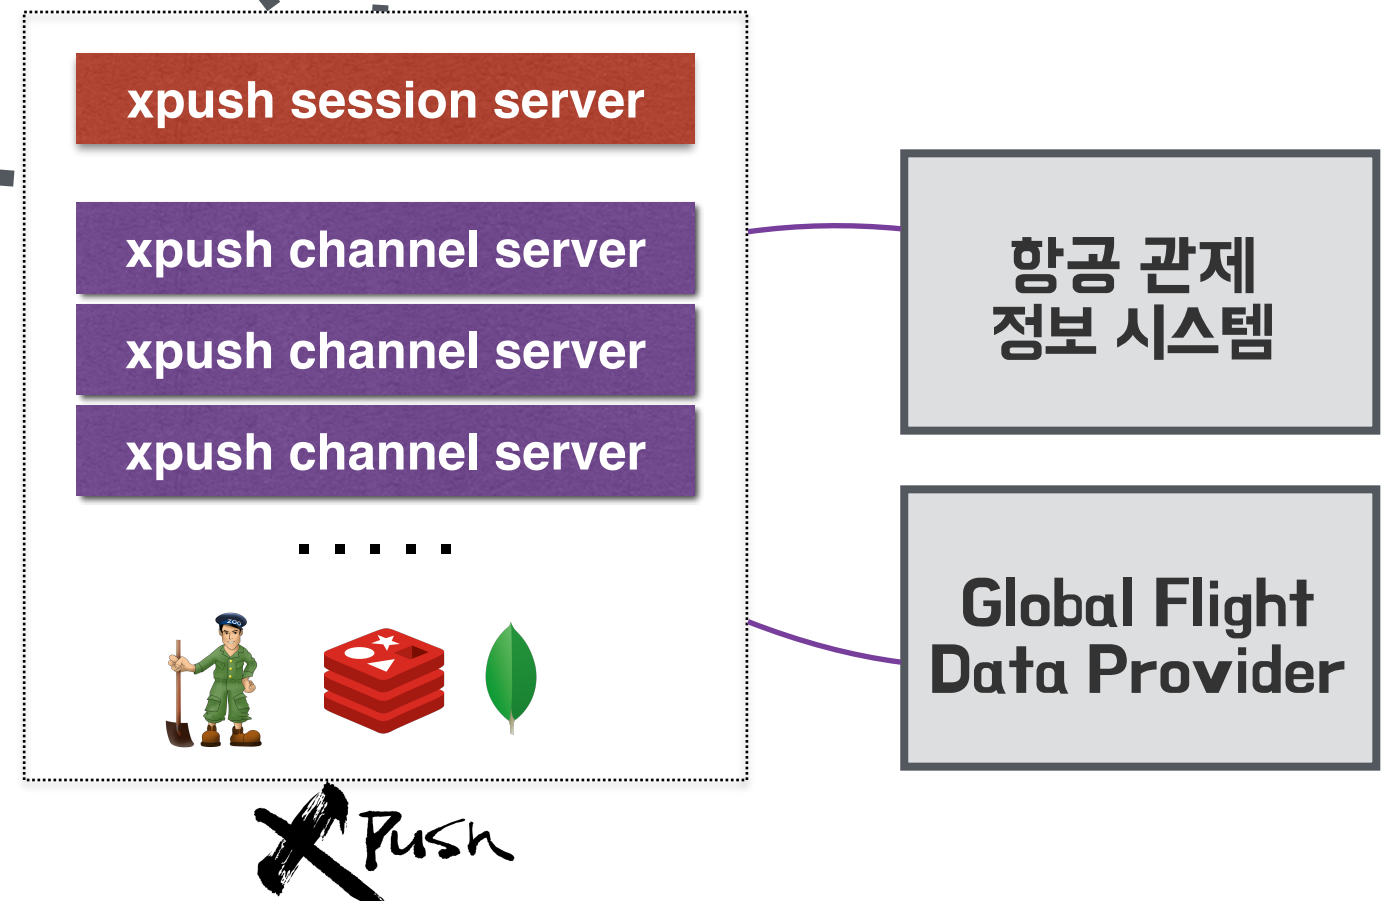 xpush session server
xpush channel server
xpush channel server
xpush channel server
.....
ZOO
X Push
항공 관제
정보 시스템
Global Flight
Data Provider